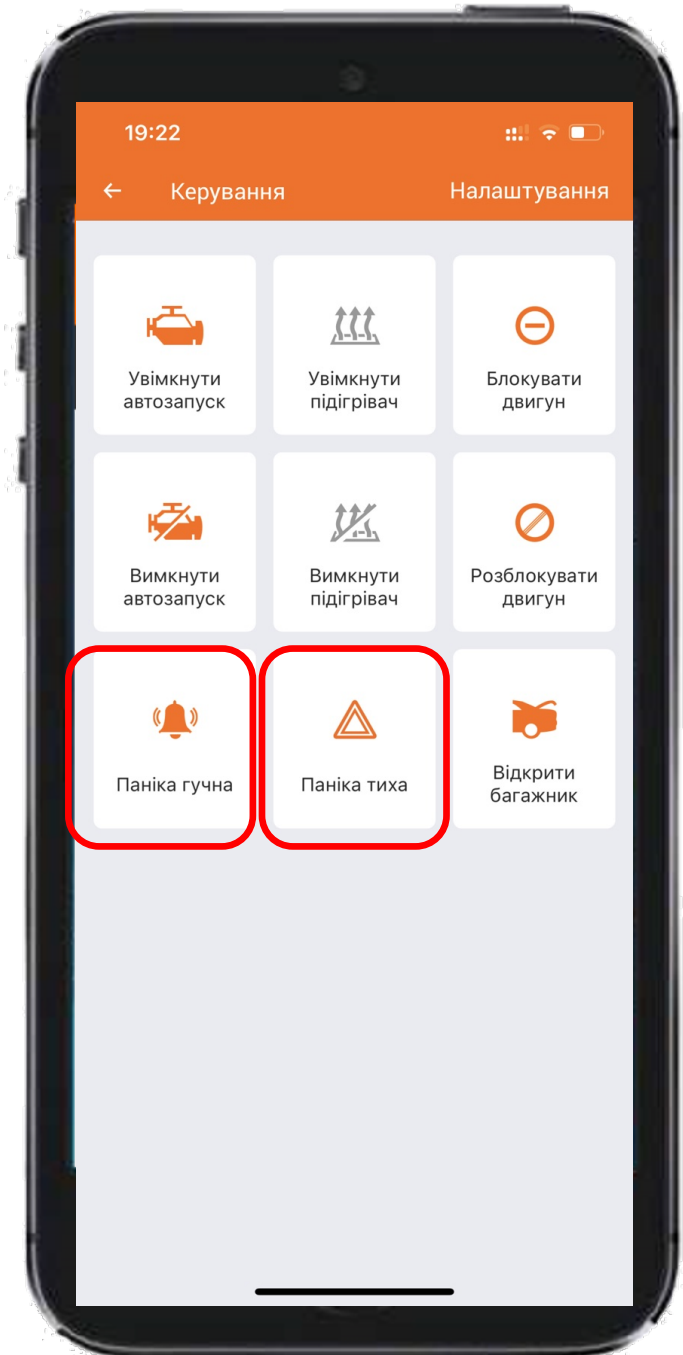 19:22
Керування
Налаштування
Увімкнути
автозапуск
Увімкнути
підігрівач
Блокувати
двигун
Вимкнути
автозапуск
Вимкнути
підігрівач
Розблокувати
двигун
Паніка гучна
Паніка тиха
Відкрити
багажник